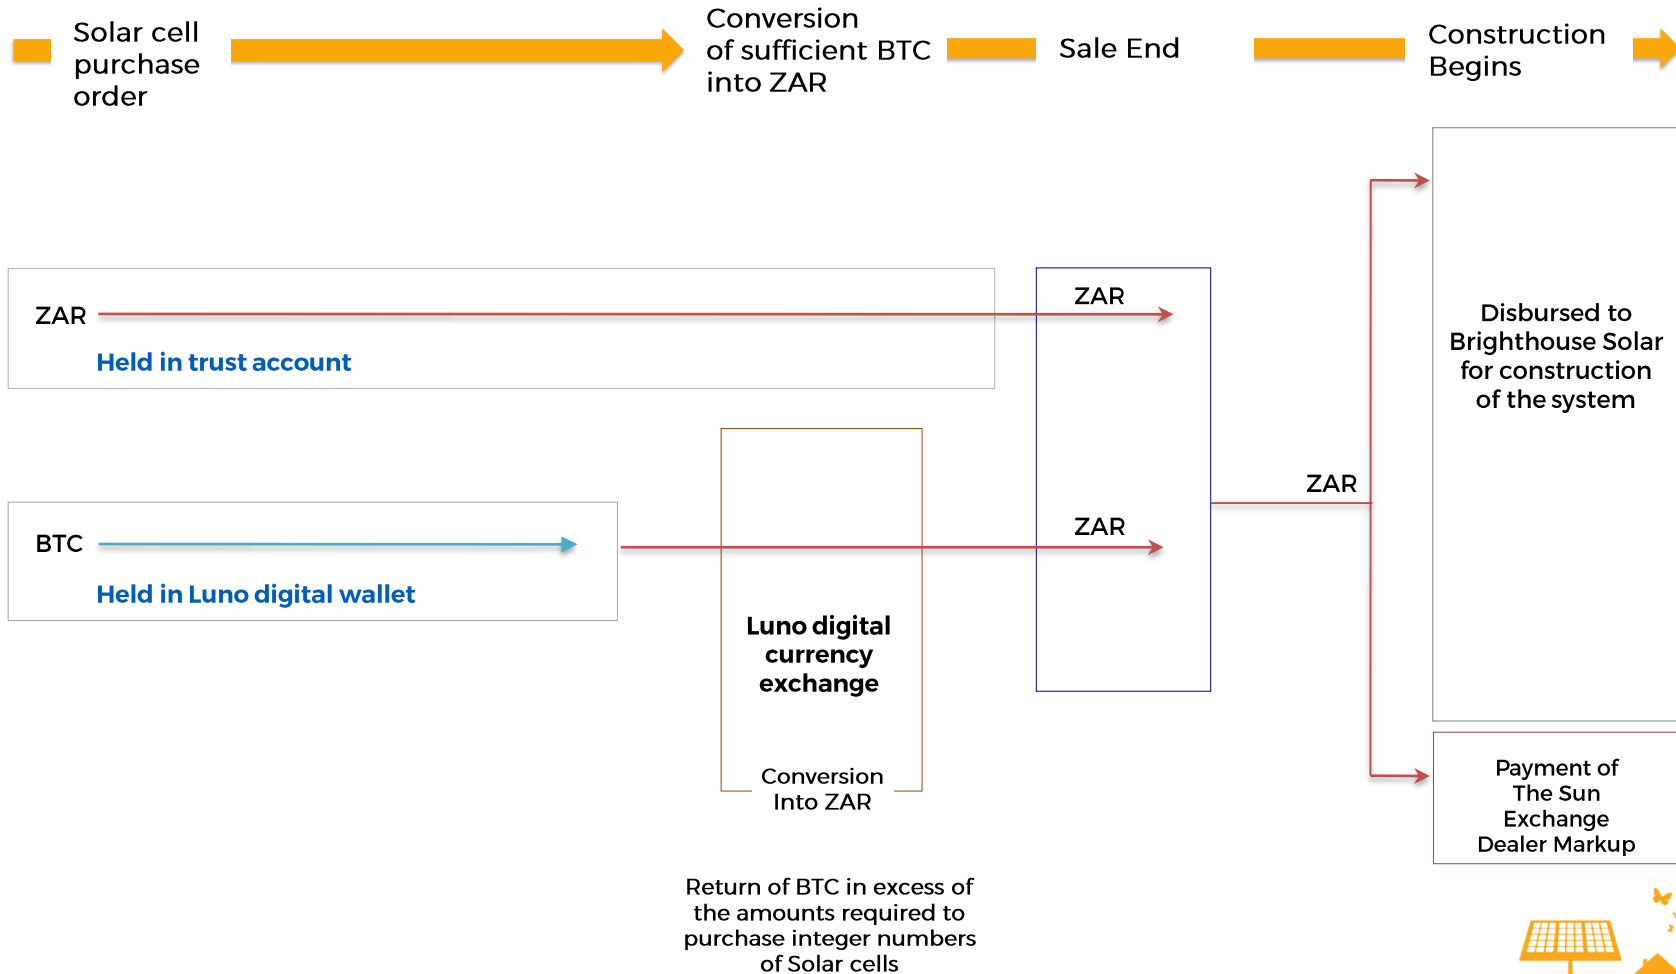 Solar cell
purchase
order
Conversion
of sufficient BTC
into ZAR
Sale End
Construction
Begins
ZAR
Held in trust account
ZAR
BTC
Held in Luno digital wallet
ZAR
Luno digital
currency
exchange
Conversion
Into ZAR
Return of BTC in excess of
the amounts required to
purchase integer numbers
of Solar cells
ZAR
Disbursed to
Brighthouse Solar
for construction
of the system
Payment of
The Sun
Exchange
Dealer Markup